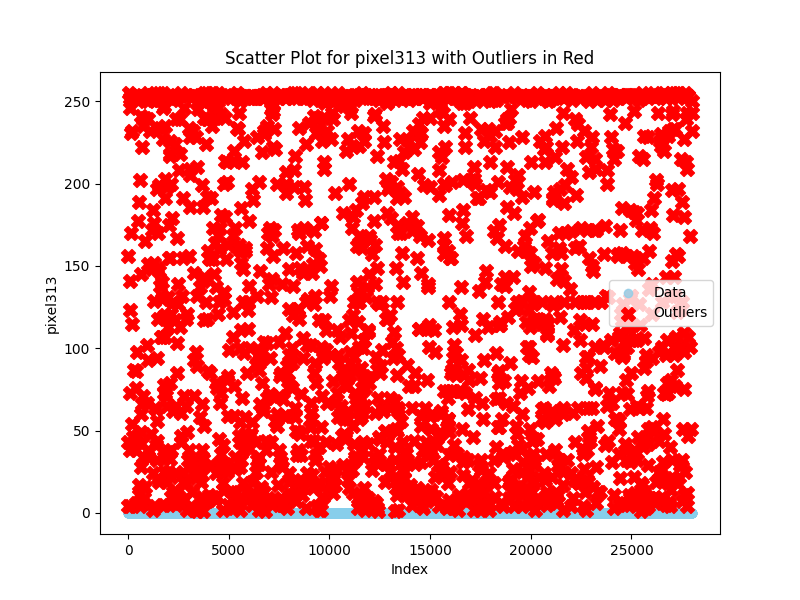 Scatter Plot for pixel313 with Outliers in Red
250
200
150
100
50
0
pixel313
Data
Outliers
0 5000 10000 15000 20000 25000
Index